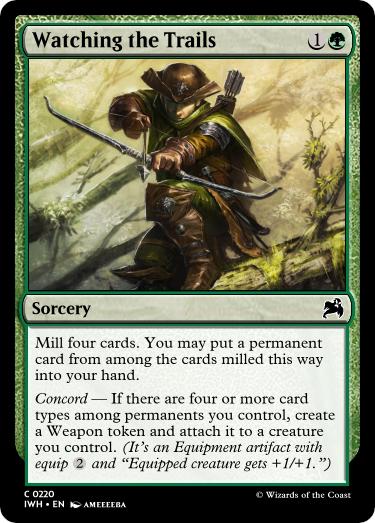 Watching the Trails 1
Sorcery
Mill four cards. You may put a permanent
card from among the cards milled this way
into your hand.
Concord — If there are four or more card
types among permanents you control, create
a Weapon token and attach it to a creature
you control. (It's an Equipment artifact with
equip 2 and "Equipped creature gets +1/+1.")
C 0220
IWH • EN AMEEEBA
© Wizards of the Coast